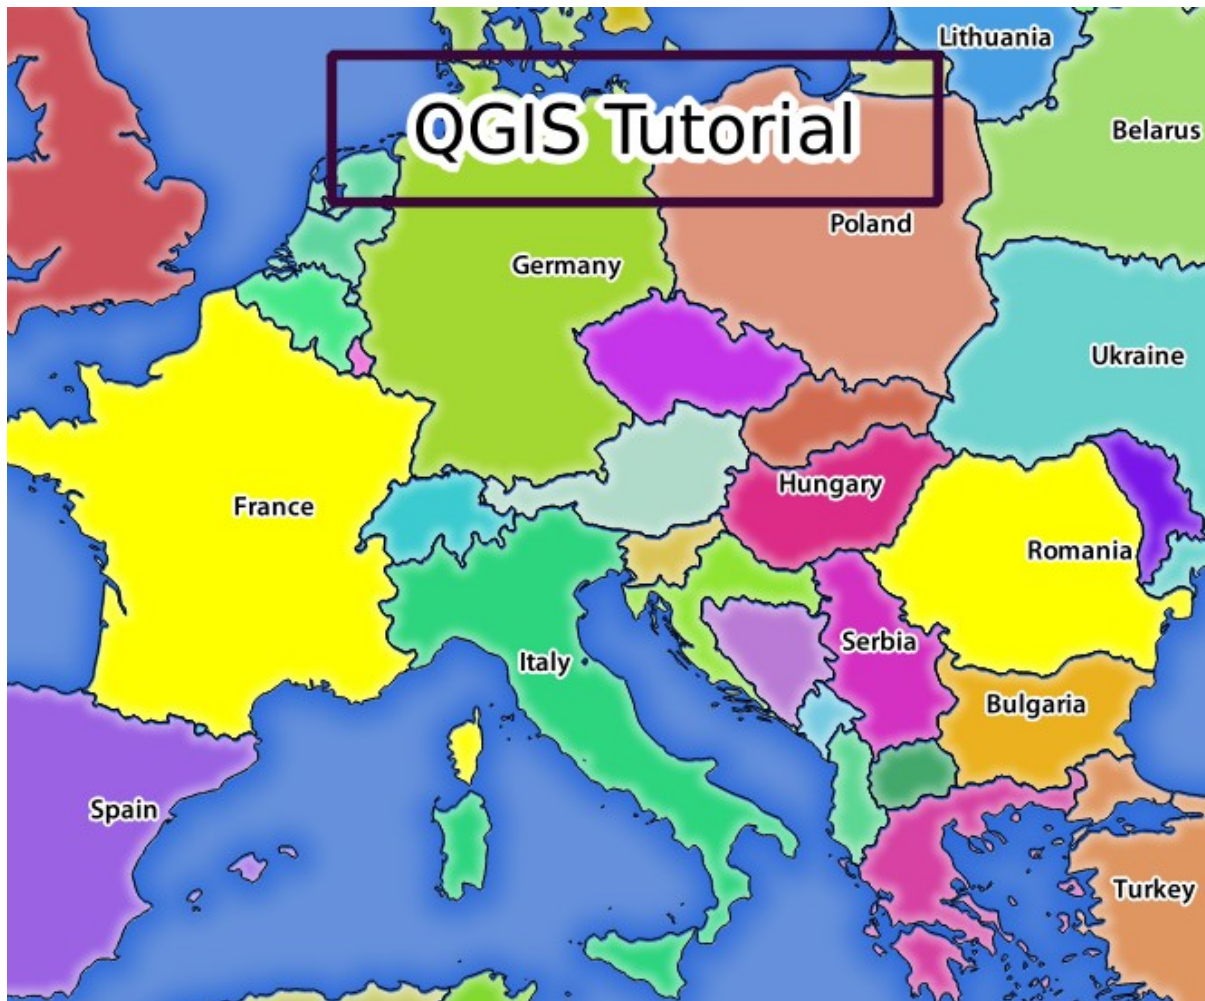 Lithuania
QGIS Tutorial
Belarus
Poland
Germany
Ukraine
Hungary
France
Romania
Serbia
Italy
Bulgaria
Spain
Turkey